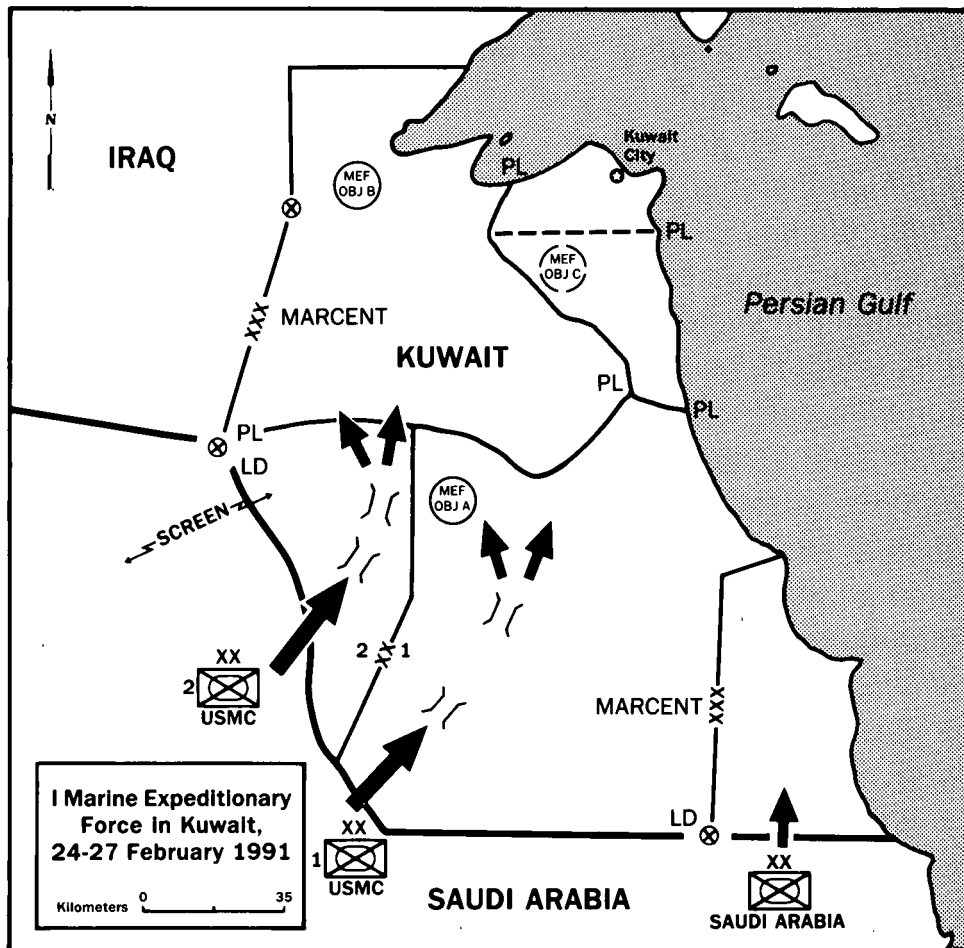 N
IRAQ
Kuwait
City
PL
MEF
OBJ B
PL
MEF
OBJ C
Persian Gulf
XXX
MARCENT
KUWAIT
PL
PL
PL
LD
MEF
OBJ A
SCREEN
XX
2
USMC
2 XX 1
MARCENT
XXX
LD
XX
1
USMC
XX
SAUDI ARABIA
SAUDI ARABIA
I Marine Expeditionary
Force in Kuwait,
24-27 February 1991
Kilometers 0 35